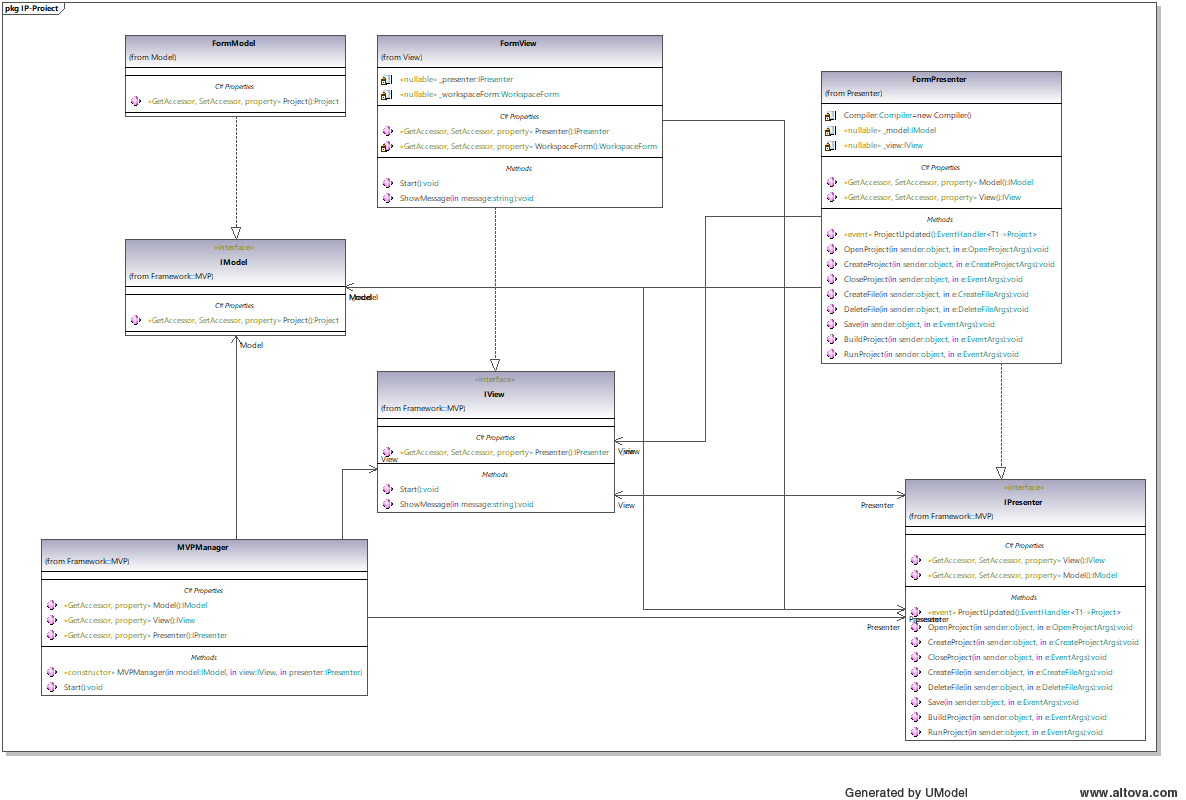 pkg IP-Project
FormModel
(from Model)
C# Properties
«GetAccessor, SetAccessor, property» Project():Project
FormView
(from View)
«nullable» _presenter:IPresenter
«nullable» _workspaceForm:WorkspaceForm
C# Properties
«GetAccessor, SetAccessor, property» Presenter():IPresenter
«GetAccessor, SetAccessor, property» WorkspaceForm():WorkspaceForm
Methods
Start():void
ShowMessage(in message:string):void
FormPresenter
(from Presenter)
Compiler:Compiler=new Compiler()
«nullable» _model:IModel
«nullable» _view:IView
C# Properties
«GetAccessor, SetAccessor, property» Model():IModel
«GetAccessor, SetAccessor, property» View():IView
Methods
«event» ProjectUpdated():EventHandler<T1->Project>
OpenProject(in sender:object, in e:OpenProjectArgs):void
CreateProject(in sender:object, in e:CreateProjectArgs):void
CloseProject(in sender:object, in e:EventArgs):void
CreateFile(in sender:object, in e:CreateFileArgs):void
DeleteFile(in sender:object, in e:DeleteFileArgs):void
Save(in sender:object, in e:EventArgs):void
BuildProject(in sender:object, in e:EventArgs):void
RunProject(in sender:object, in e:EventArgs):void
«interface»
IModel
(from Framework::MVP)
C# Properties
«GetAccessor, SetAccessor, property» Project():Project
Model
«interface»
IView
(from Framework::MVP)
C# Properties
«GetAccessor, SetAccessor, property» Presenter():IPresenter
View
Methods
Start():void
ShowMessage(in message:string):void
View
Presenter
«interface»
IPresenter
(from Framework::MVP)
C# Properties
«GetAccessor, SetAccessor, property» View():IView
«GetAccessor, SetAccessor, property» Model():IModel
Methods
«event» ProjectUpdated():EventHandler<T1->Project>
Presenter
OpenProject(in sender:object, in e:OpenProjectArgs):void
CreateProject(in sender:object, in e:CreateProjectArgs):void
CloseProject(in sender:object, in e:EventArgs):void
CreateFile(in sender:object, in e:CreateFileArgs):void
DeleteFile(in sender:object, in e:DeleteFileArgs):void
Save(in sender:object, in e:EventArgs):void
BuildProject(in sender:object, in e:EventArgs):void
RunProject(in sender:object, in e:EventArgs):void
MVPManager
(from Framework::MVP)
C# Properties
«GetAccessor, property» Model():IModel
«GetAccessor, property» View():IView
«GetAccessor, property» Presenter():IPresenter
Methods
«constructor» MVPManager(in model:IModel, in view:IView, in presenter:IPresenter)
Start():void
Generated by UModel
www.altova.com